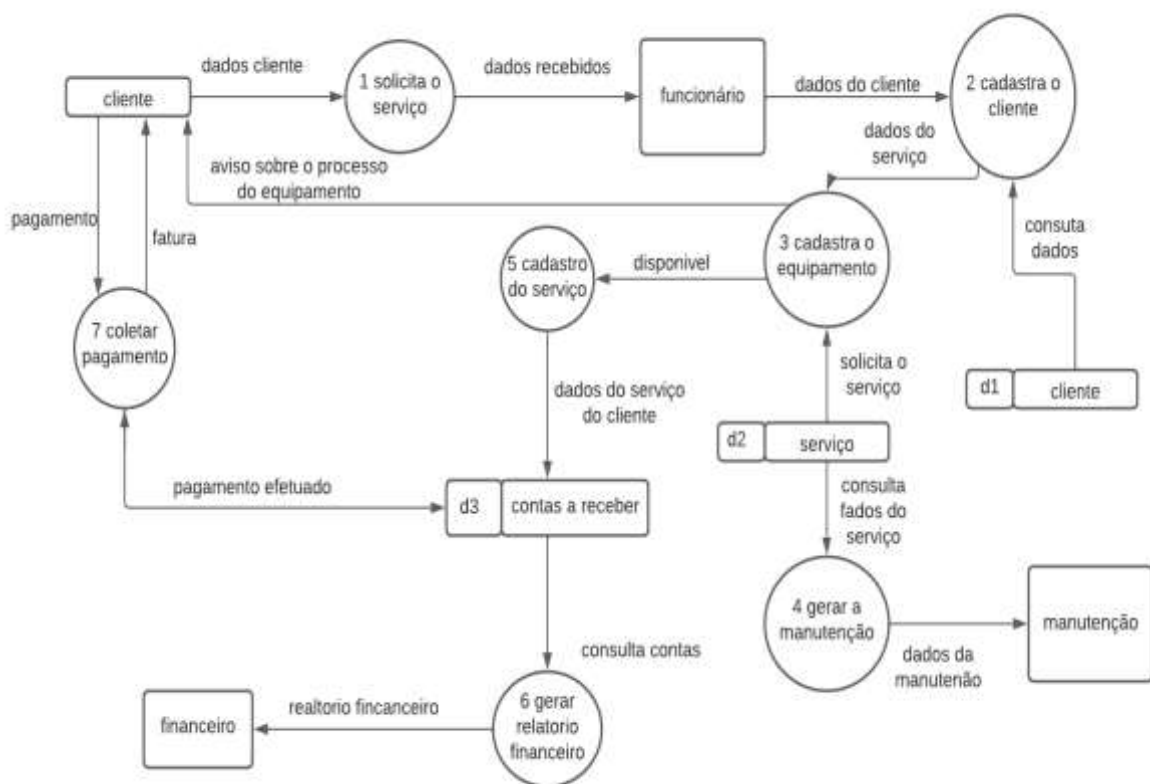 dados cliente
1 solicita o
serviço
dados recebidos
funcionário
dados do cliente
2 cadastra o
cliente
cliente
dados do
serviço
aviso sobre o processo
do equipamento
pagamento
fatura
5 cadastro
do serviço
disponivel
3 cadastra o
equipamento
consuta
dados
7 coletar
pagamento
solicita o
serviço
d1
cliente
dados do serviço
do cliente
d2
serviço
pagamento efetuado
d3
contas a receber
consulta
fados do
serviço
4 gerar a
manutenção
manutenção
dados da
manutenão
consulta contas
6 gerar
relatorio
financeiro
realtorio fincanceiro
financeiro